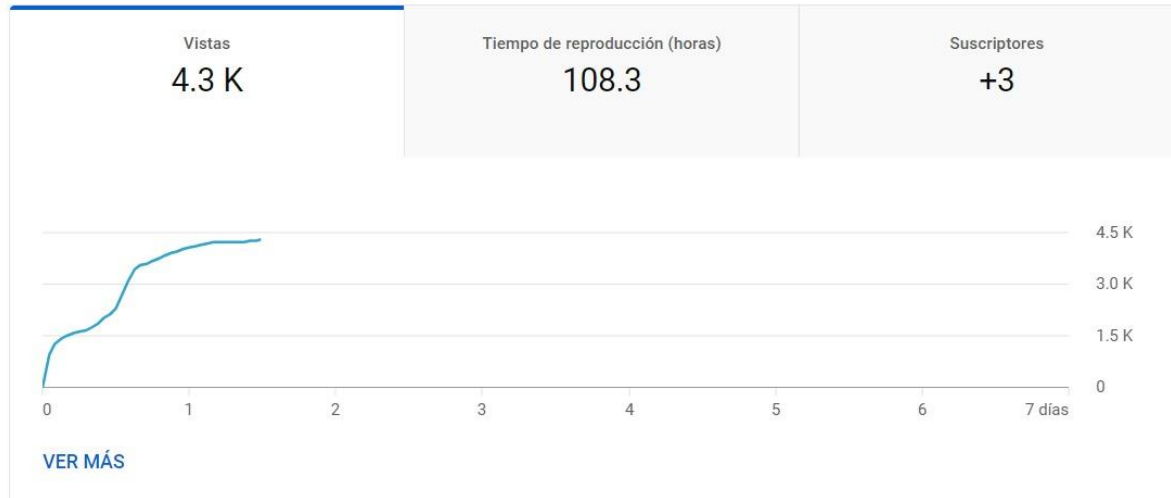 Vistas
4.3 K
Tiempo de reproducción (horas)
108.3
Suscriptores
+3
4.5 K
3.0 K
1.5 K
0
0 1 2 3 4 5 6 7 días
VER MÁS